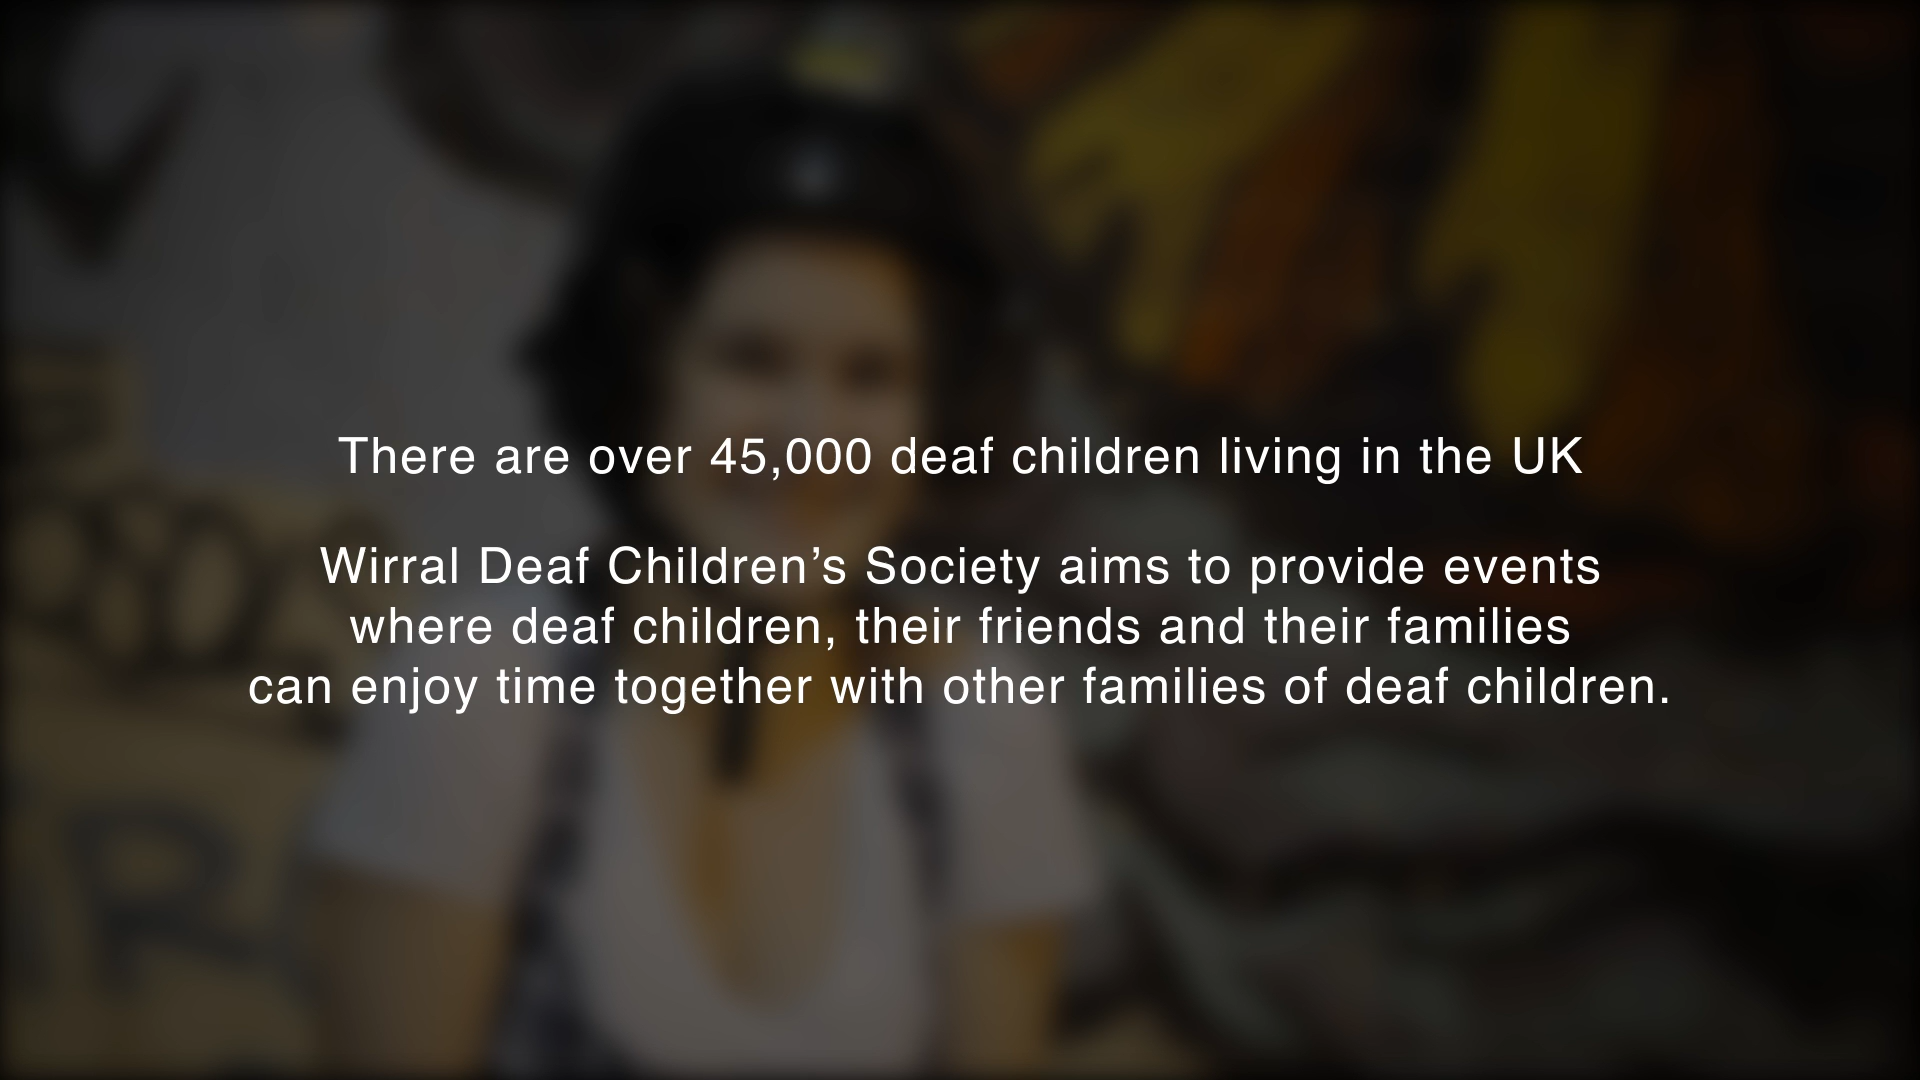 There are over 45,000 deaf children living in the UK
Wirral Deaf Children’s Society aims to provide events
where deaf children, their friends and their families
can enjoy time together with other families of deaf children.